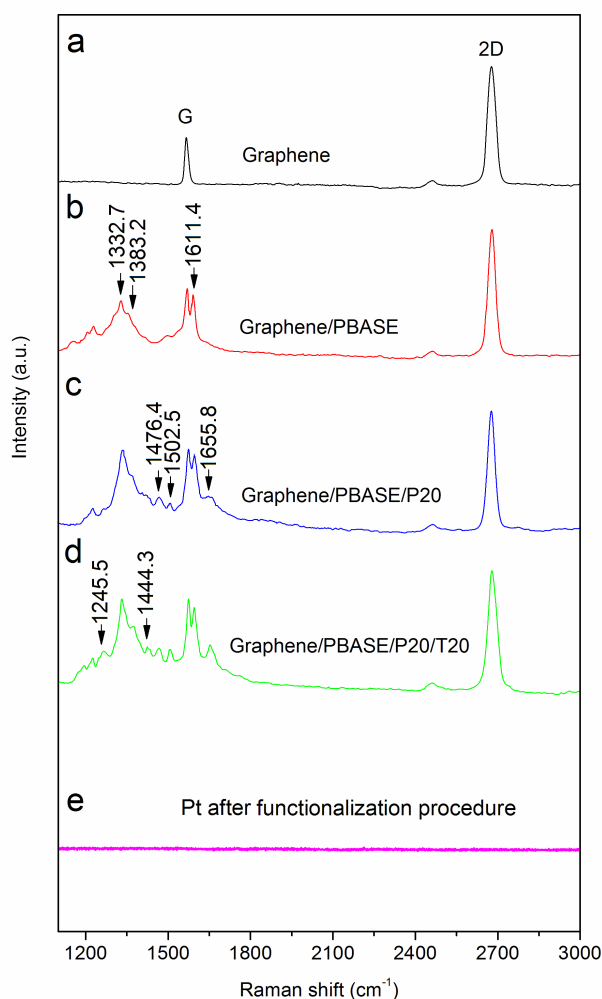 a
2D
G
Graphene
b
1332.7
1383.2
1611.4
Graphene/PBASE
c
1476.4
1502.5
1655.8
Graphene/PBASE/P20
d
1245.5
1444.3
Graphene/PBASE/P20/T20
e
Pt after functionalization procedure
Intensity (a.u.)
1200 1500 1800 2100 2400 2700 3000
Raman shift (cm⁻¹)